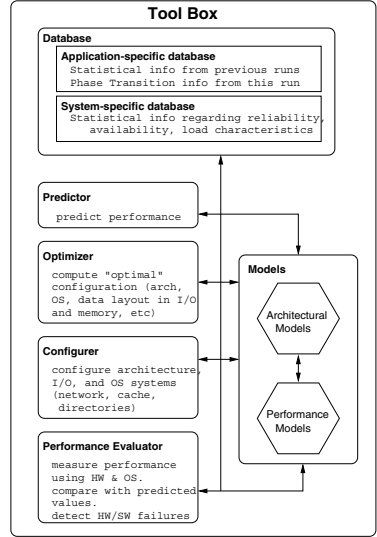 Tool Box
Database
Application-specific database
Statistical info from previous runs
Phase Transition info from this run
System-specific database
Statistical info regarding reliability,
availability, load characteristics
Predictor
predict performance
Optimizer
compute "optimal"
configuration (arch,
OS, data layout in I/O
and memory, etc)
Configurer
configure architecture,
I/O, and OS systems
(network, cache,
directories)
Performance Evaluator
measure performance
using HW & OS.
compare with predicted
values.
detect HW/SW failures
Models
Architectural
Models
Performance
Models